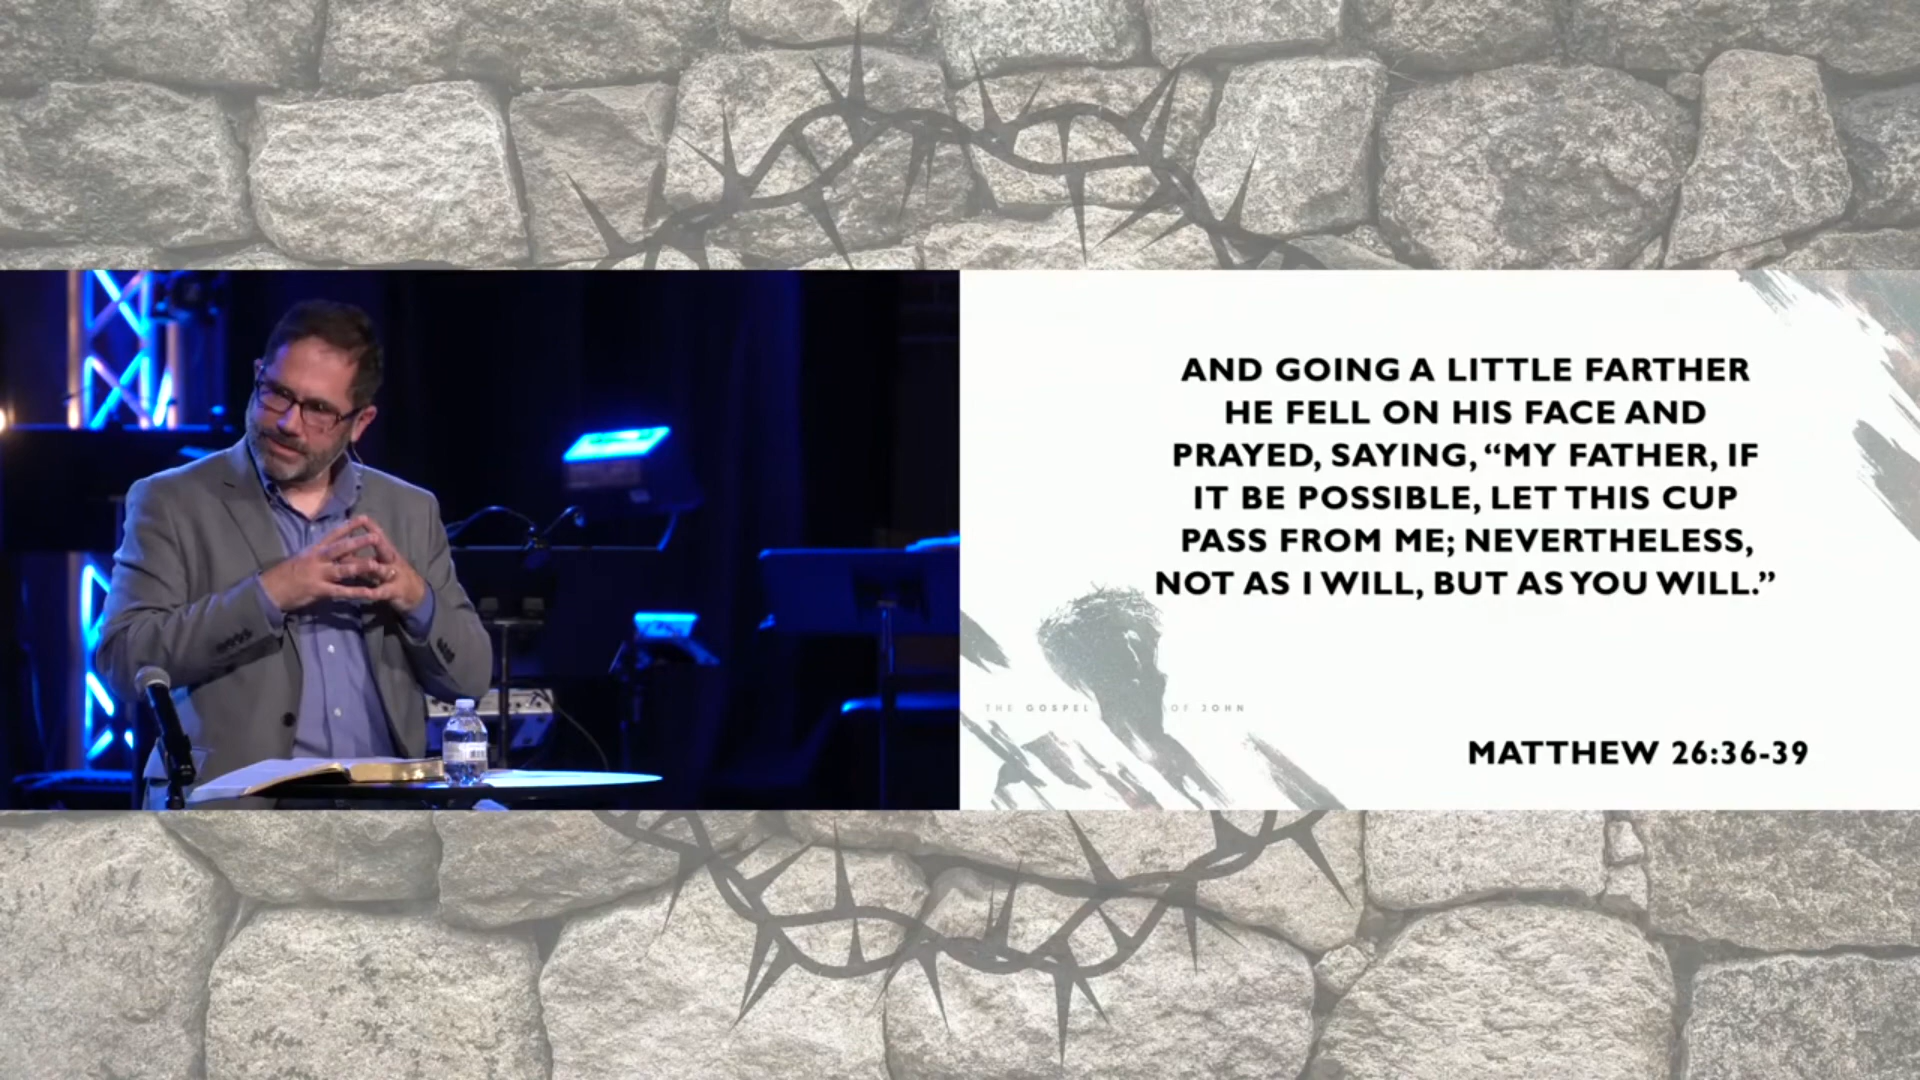 AND GOING A LITTLE FARTHER
HE FELL ON HIS FACE AND
PRAYED, SAYING, “MY FATHER, IF
IT BE POSSIBLE, LET THIS CUP
PASS FROM ME; NEVERTHELESS,
NOT AS I WILL, BUT AS YOU WILL.”
THE GOSPEL OF JOHN
MATTHEW 26:36-39